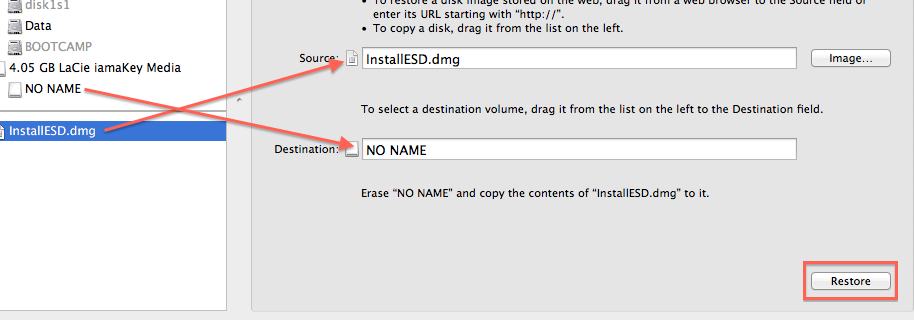 disk1s1
Data
BOOTCAMP
4.05 GB LaCie iamaKey Media
NO NAME
InstallESD.dmg
• To restore a disk image stored on the web, drag it from a web browser to the Source field or
enter its URL starting with “http://”.
• To copy a disk, drag it from the list on the left.
Source: InstallESD.dmg Image...
To select a destination volume, drag it from the list on the left to the Destination field.
Destination: NO NAME
Erase “NO NAME” and copy the contents of “InstallESD.dmg” to it.
Restore